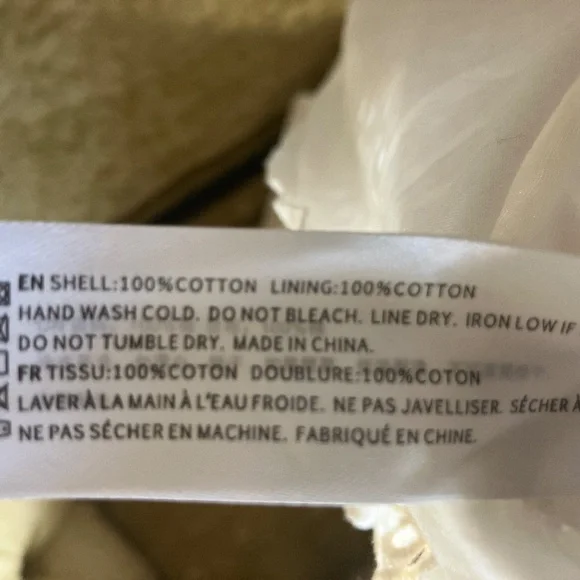 EN SHELL:100%COTTON LINING:100%COTTON
HAND WASH COLD. DO NOT BLEACH. LINE DRY. IRON LOW IF
DO NOT TUMBLE DRY. MADE IN CHINA.
FR TISSU:100%COTON DOUBLURE:100%COTON
LAVER À LA MAIN À L'EAU FROIDE. NE PAS JAVELLISER. SÉCHER À
NE PAS SÉCHER EN MACHINE. FABRIQUÉ EN CHINE.